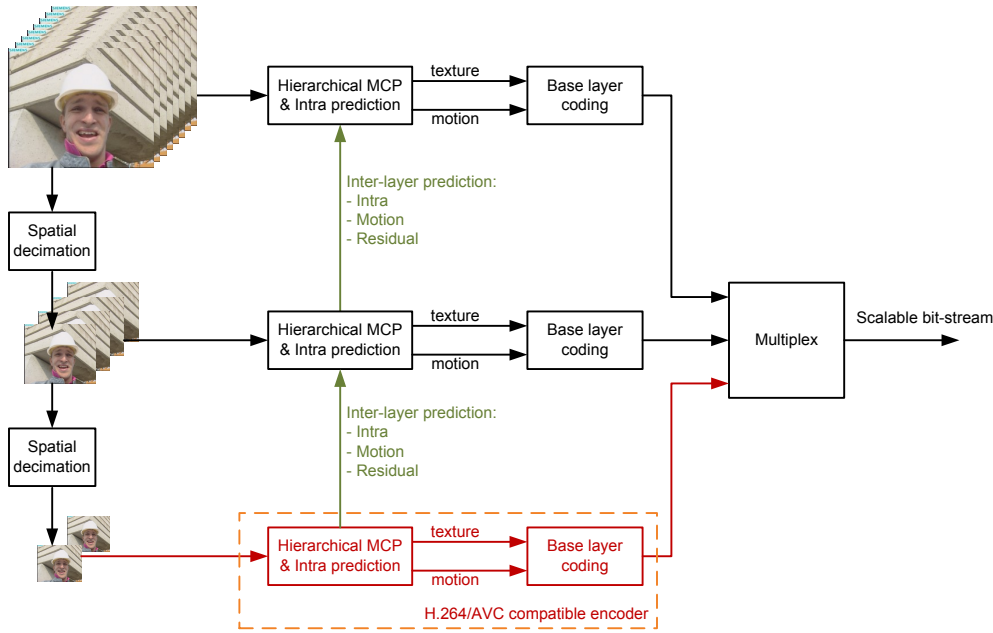 Hierarchical MCP
& Intra prediction
texture
motion
Base layer
coding
Inter-layer prediction:
- Intra
- Motion
- Residual
Spatial
decimation
Hierarchical MCP
& Intra prediction
texture
motion
Base layer
coding
Multiplex
Scalable bit-stream
Inter-layer prediction:
- Intra
- Motion
- Residual
Spatial
decimation
Hierarchical MCP
& Intra prediction
texture
motion
Base layer
coding
H.264/AVC compatible encoder